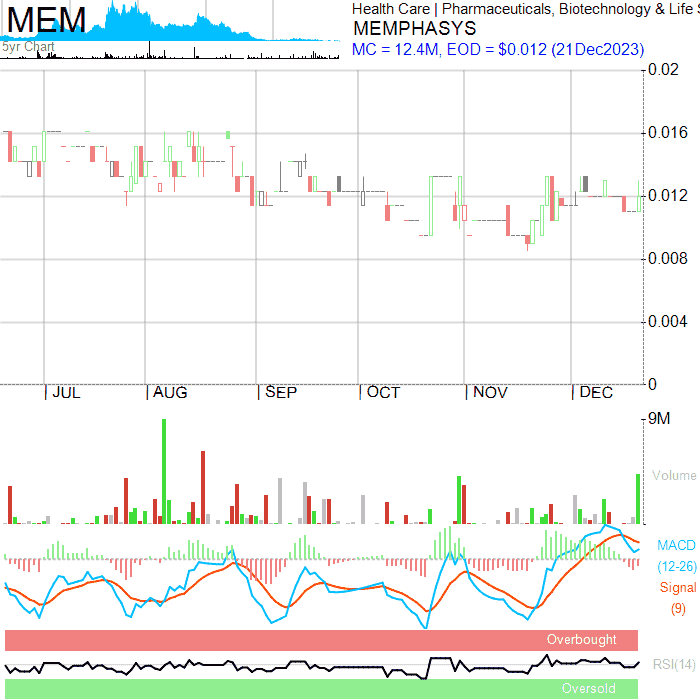 MEM
5yr Chart
Health Care | Pharmaceuticals, Biotechnology & Life S
MEMPHASYS
MC = 12.4M, EOD = $0.012 (21Dec2023)
0.02
0.016
0.012
0.008
0.004
0
JUL AUG SEP OCT NOV DEC
9M
Volume
MACD
(12-26)
Signal
(9)
Overbought
RSI(14)
Oversold